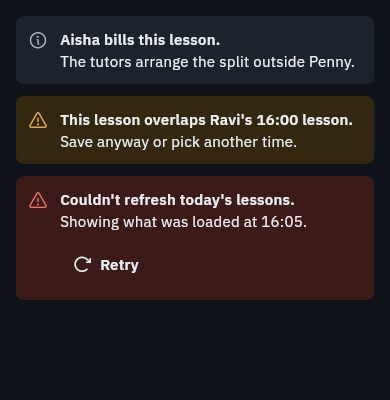 Aisha bills this lesson.
The tutors arrange the split outside Penny.
This lesson overlaps Ravi's 16:00 lesson.
Save anyway or pick another time.
Couldn't refresh today's lessons.
Showing what was loaded at 16:05.
Retry